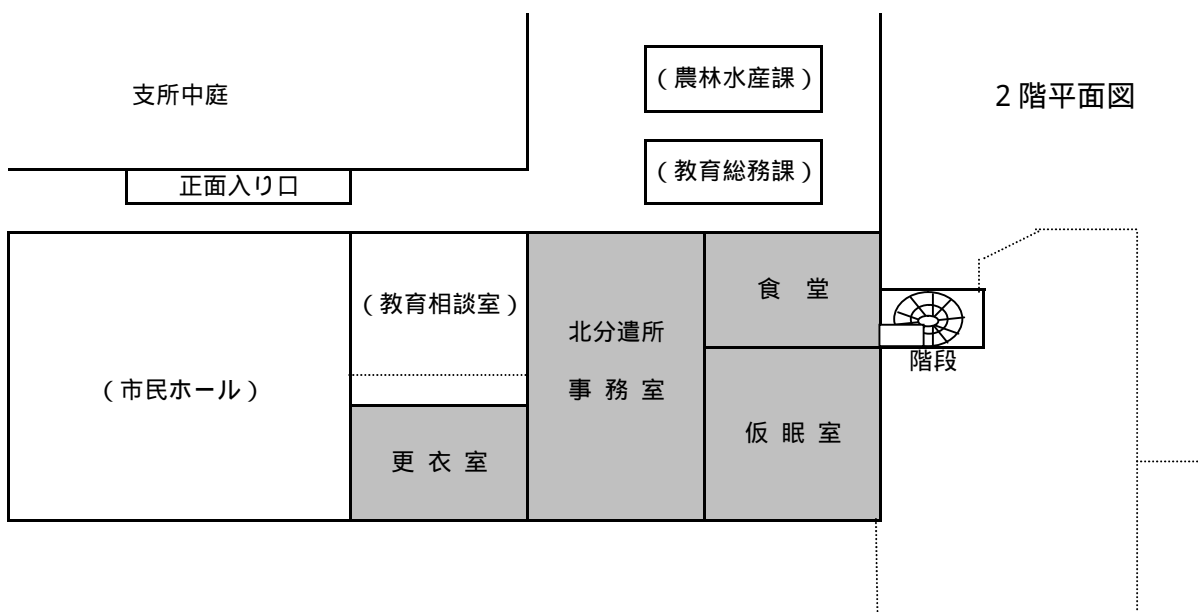 （農林水産課）
支所中庭
２階平面図
（教育総務課）
正面入り口
（教育相談室）
食　堂
北分遣所
階段
（市民ホール）
事 務 室
仮 眠 室
更 衣 室